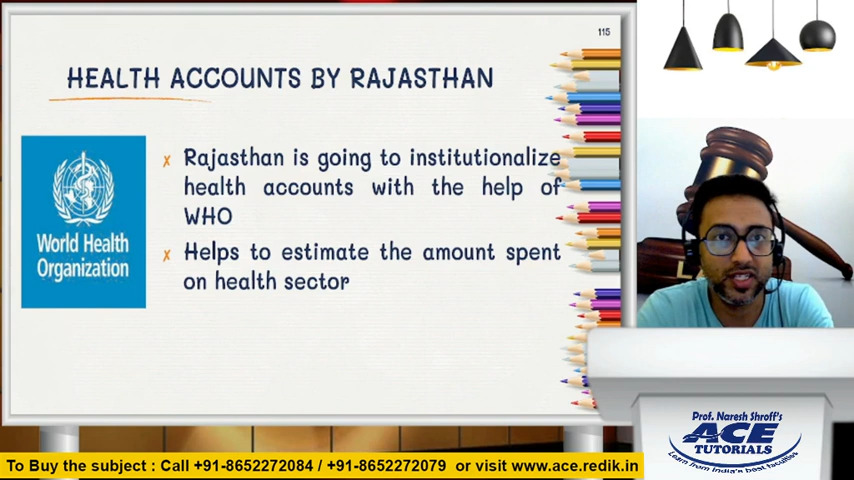 115
HEALTH ACCOUNTS BY RAJASTHAN
World Health
Organization
x Rajasthan is going to institutionalize
health accounts with the help of
WHO
x Helps to estimate the amount spent
on health sector
Prof. Naresh Shroff's
ACE
TUTORIALS
Learn from India's best faculties
To Buy the subject : Call +91-8652272084 / +91-8652272079 or visit www.ace.redik.in